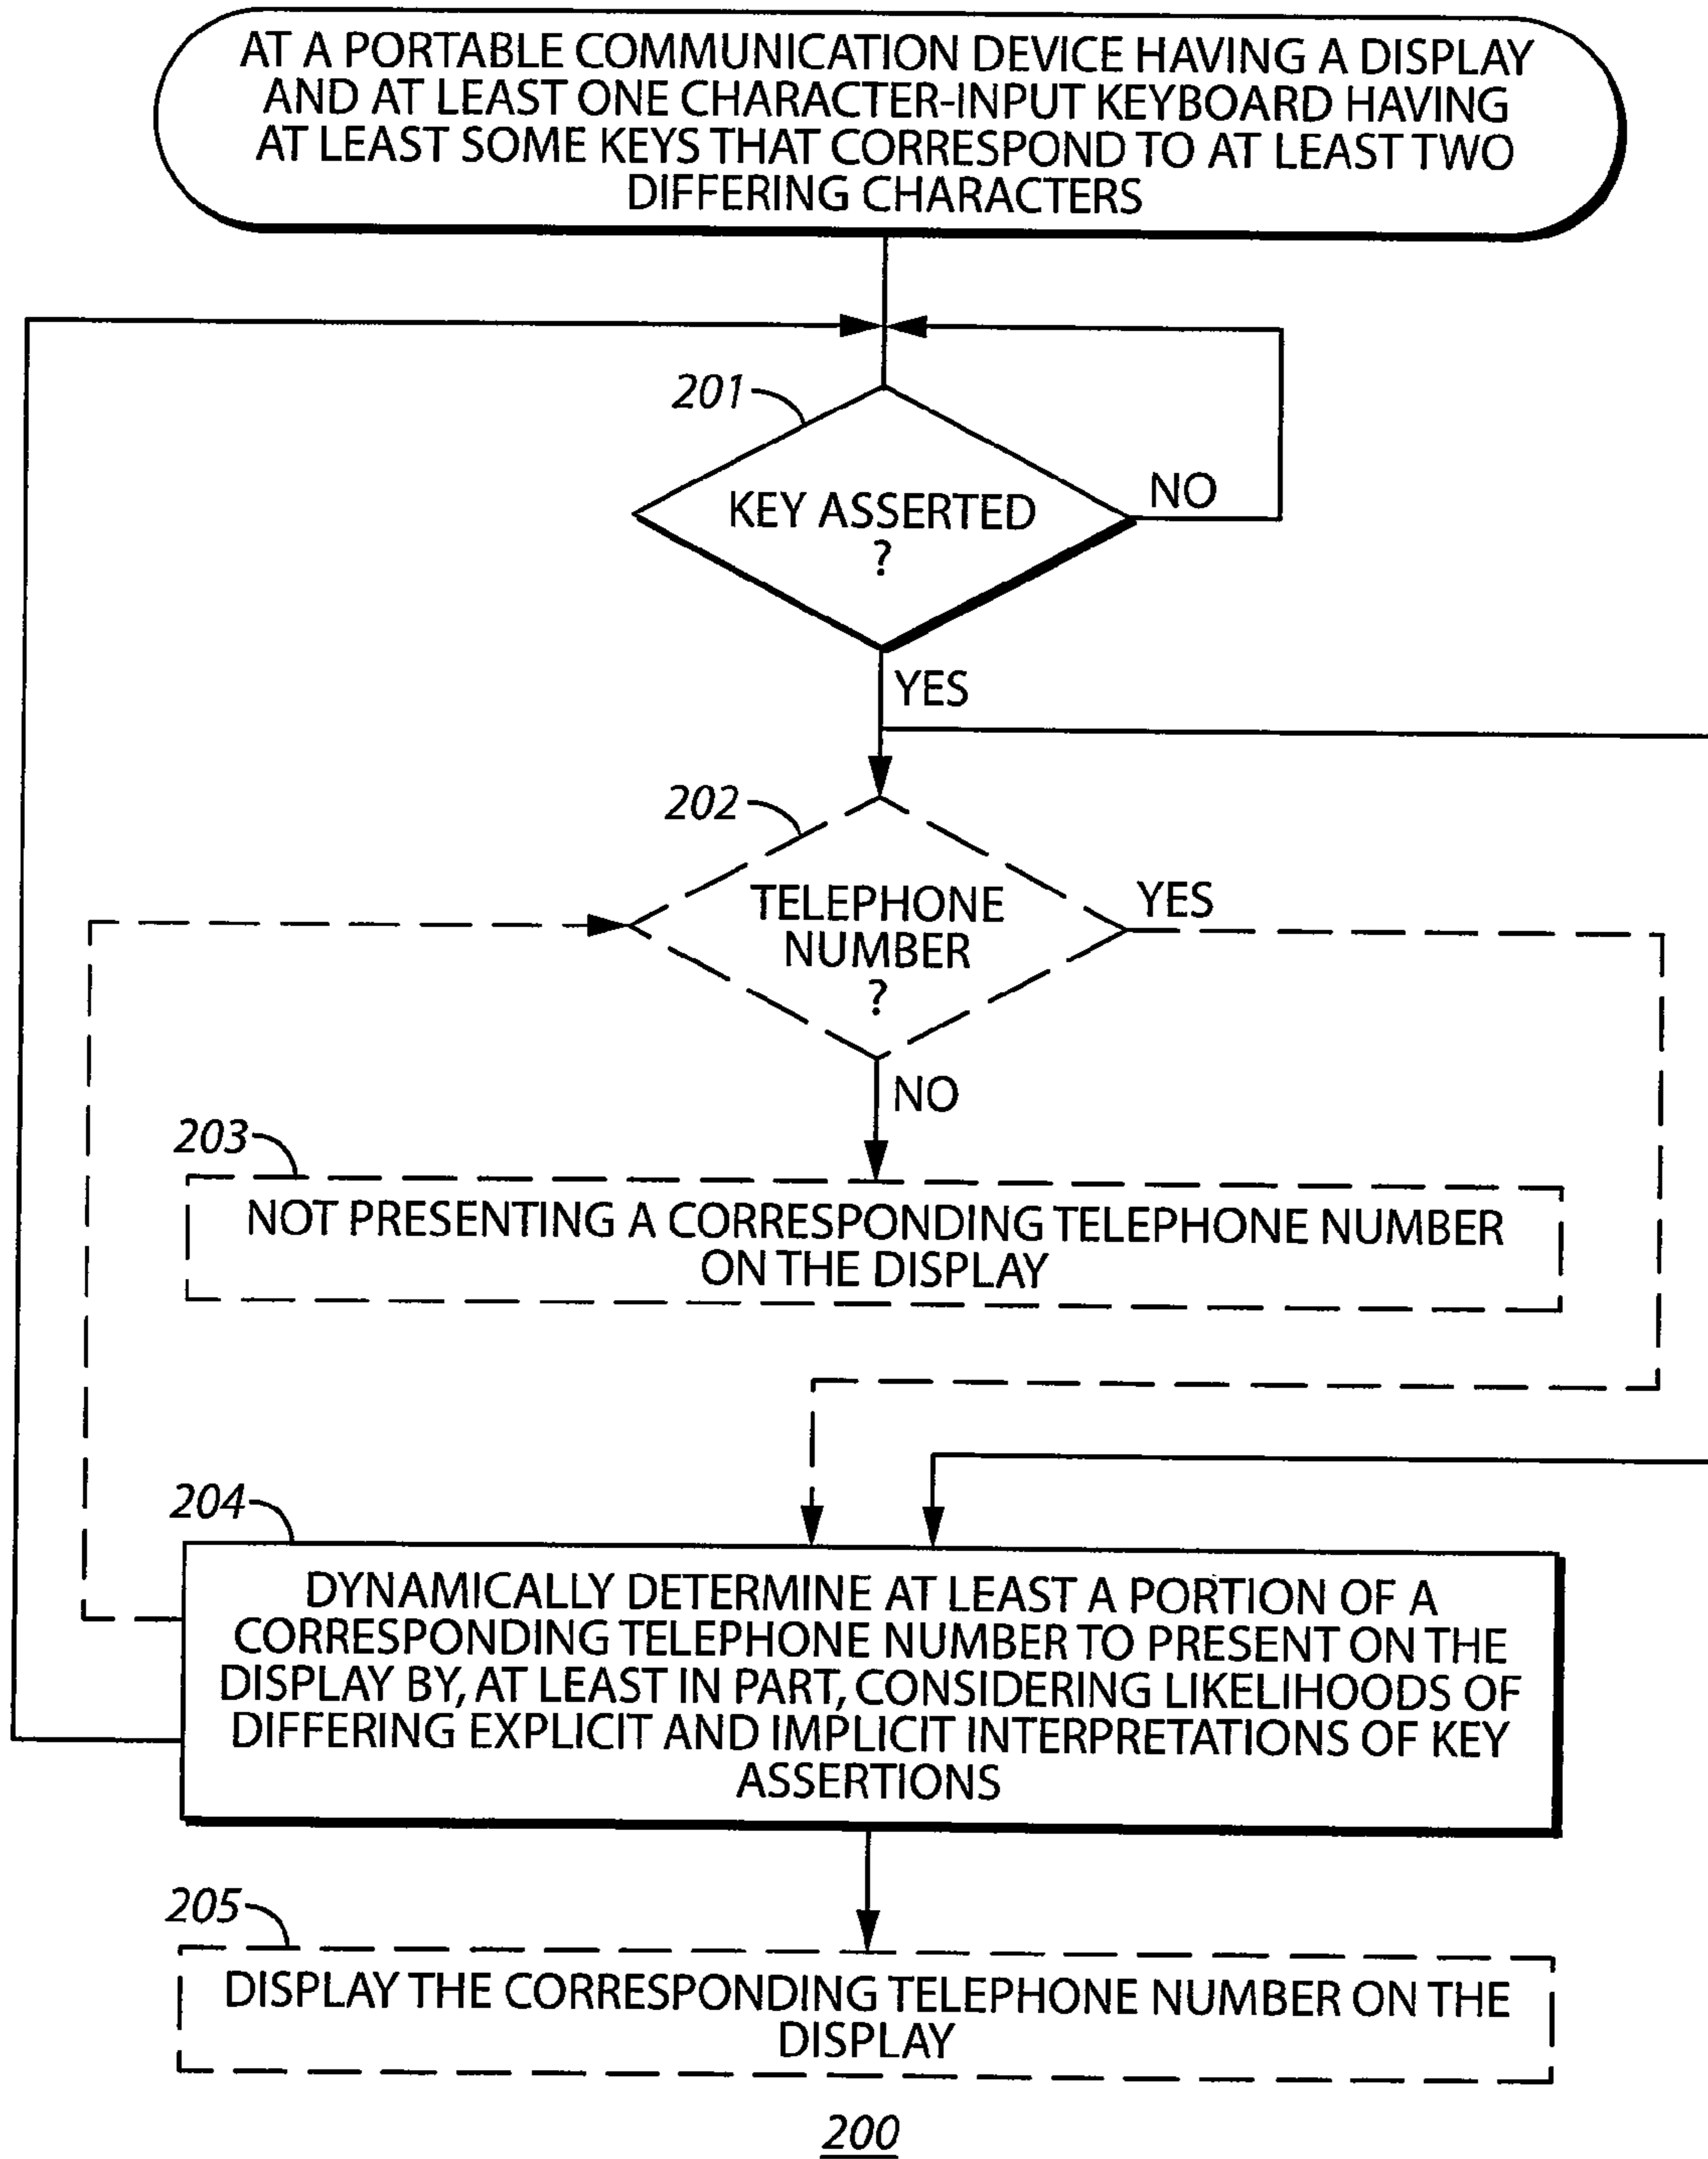 AT A PORTABLE COMMUNICATION DEVICE HAVING A DISPLAY
AND AT LEAST ONE CHARACTER-INPUT KEYBOARD HAVING
AT LEAST SOME KEYS THAT CORRESPOND TO AT LEAST TWO
DIFFERING CHARACTERS
201
KEY ASSERTED
?
NO
YES
202
TELEPHONE
NUMBER
?
YES
NO
203
NOT PRESENTING A CORRESPONDING TELEPHONE NUMBER
ON THE DISPLAY
204
DYNAMICALLY DETERMINE AT LEAST A PORTION OF A
CORRESPONDING TELEPHONE NUMBER TO PRESENT ON THE
DISPLAY BY, AT LEAST IN PART, CONSIDERING LIKELIHOODS OF
DIFFERING EXPLICIT AND IMPLICIT INTERPRETATIONS OF KEY
ASSERTIONS
205
DISPLAY THE CORRESPONDING TELEPHONE NUMBER ON THE
DISPLAY
200